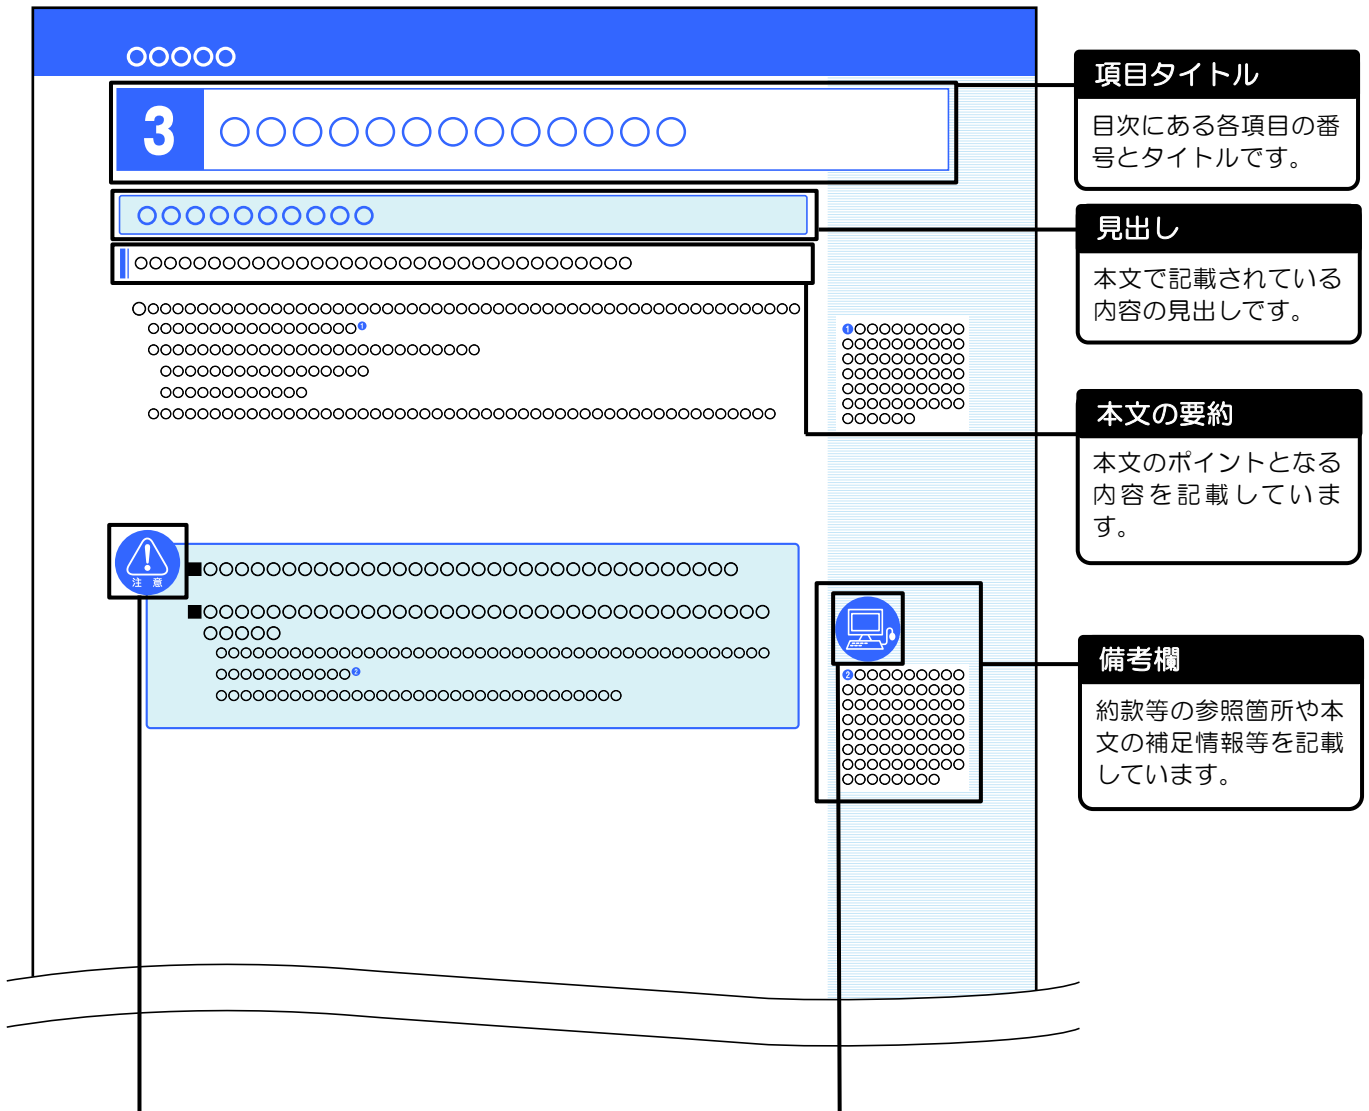 ○○○○○
3 ○○○○○○○○○○○○○
○○○○○○○○○○
○○○○○○○○○○○○○○○○○○○○○○○○○○○○○○○○○○
項目タイトル
目次にある各項目の番
号とタイトルです。
見出し
本文で記載されている
内容の見出しです。
本文の要約
本文のポイントとなる
内容を記載していま
す。
注 意
備考欄
約款等の参照箇所や本
文の補足情報等を記載
しています。